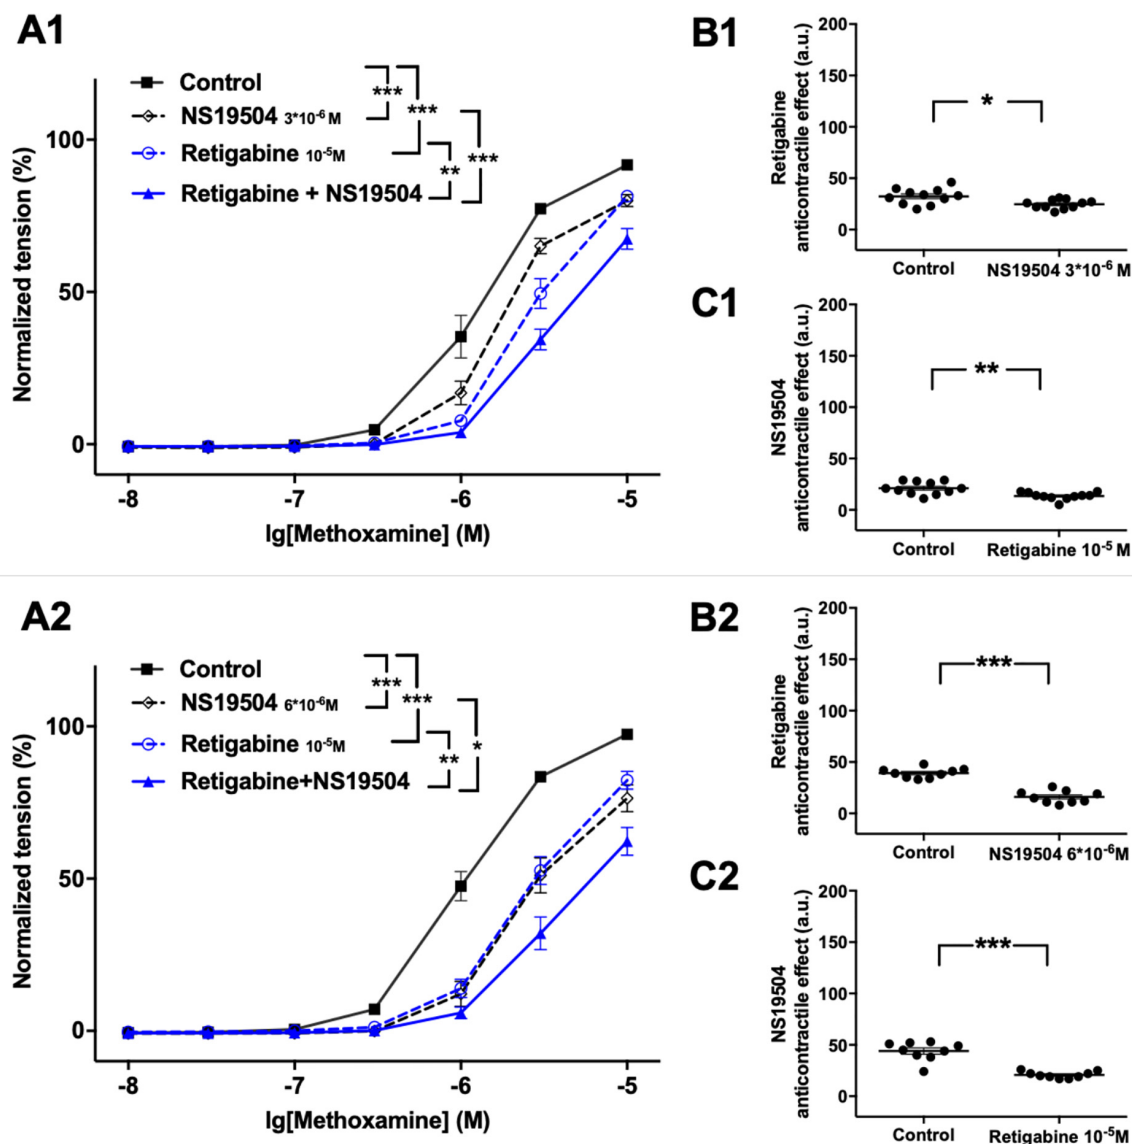 A1
Control
NS19504 3*10-6 M
Retigabine 10-5M
Retigabine + NS19504
***
***
**
***
Normalized tension (%)
100
50
0
-8
-7
-6
-5
lg[Methoxamine] (M)
B1
Retigabine
anticontractile effect (a.u.)
200
150
100
50
0
*
Control
NS19504 3*10-6 M
C1
NS19504
anticontractile effect (a.u.)
200
150
100
50
0
**
Control
Retigabine 10-5 M
A2
Control
NS19504 6*10-6M
Retigabine 10-5M
Retigabine+NS19504
***
***
**
*
Normalized tension (%)
100
50
0
-8
-7
-6
-5
lg[Methoxamine] (M)
B2
Retigabine
anticontractile effect (a.u.)
200
150
100
50
0
***
Control
NS19504 6*10-6M
C2
NS19504
anticontractile effect (a.u.)
200
150
100
50
0
***
Control
Retigabine 10-5M